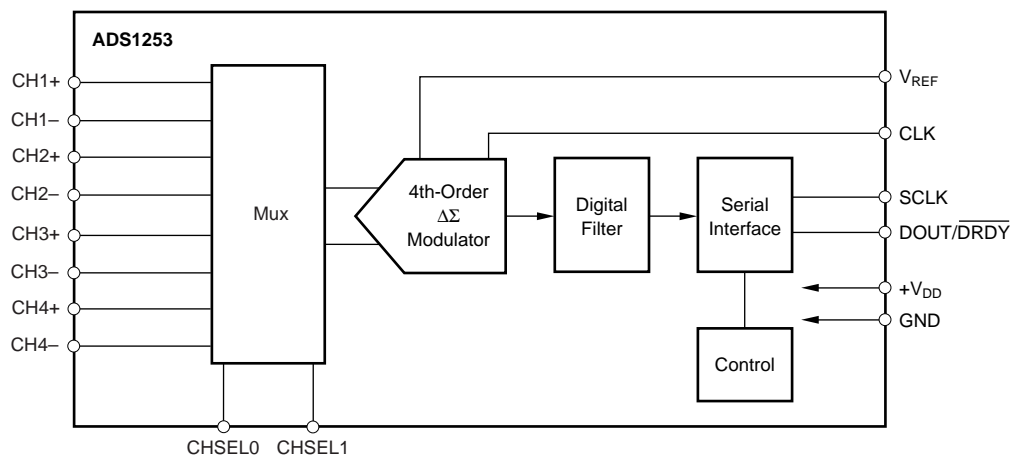 ADS1253
CH1+
CH1–
CH2+
CH2–
CH3+
CH3–
CH4+
CH4–
Mux
4th-Order
ΔΣ
Modulator
Digital
Filter
Serial
Interface
Control
VREF
CLK
SCLK
DOUT/DRDY
+VDD
GND
CHSEL0
CHSEL1